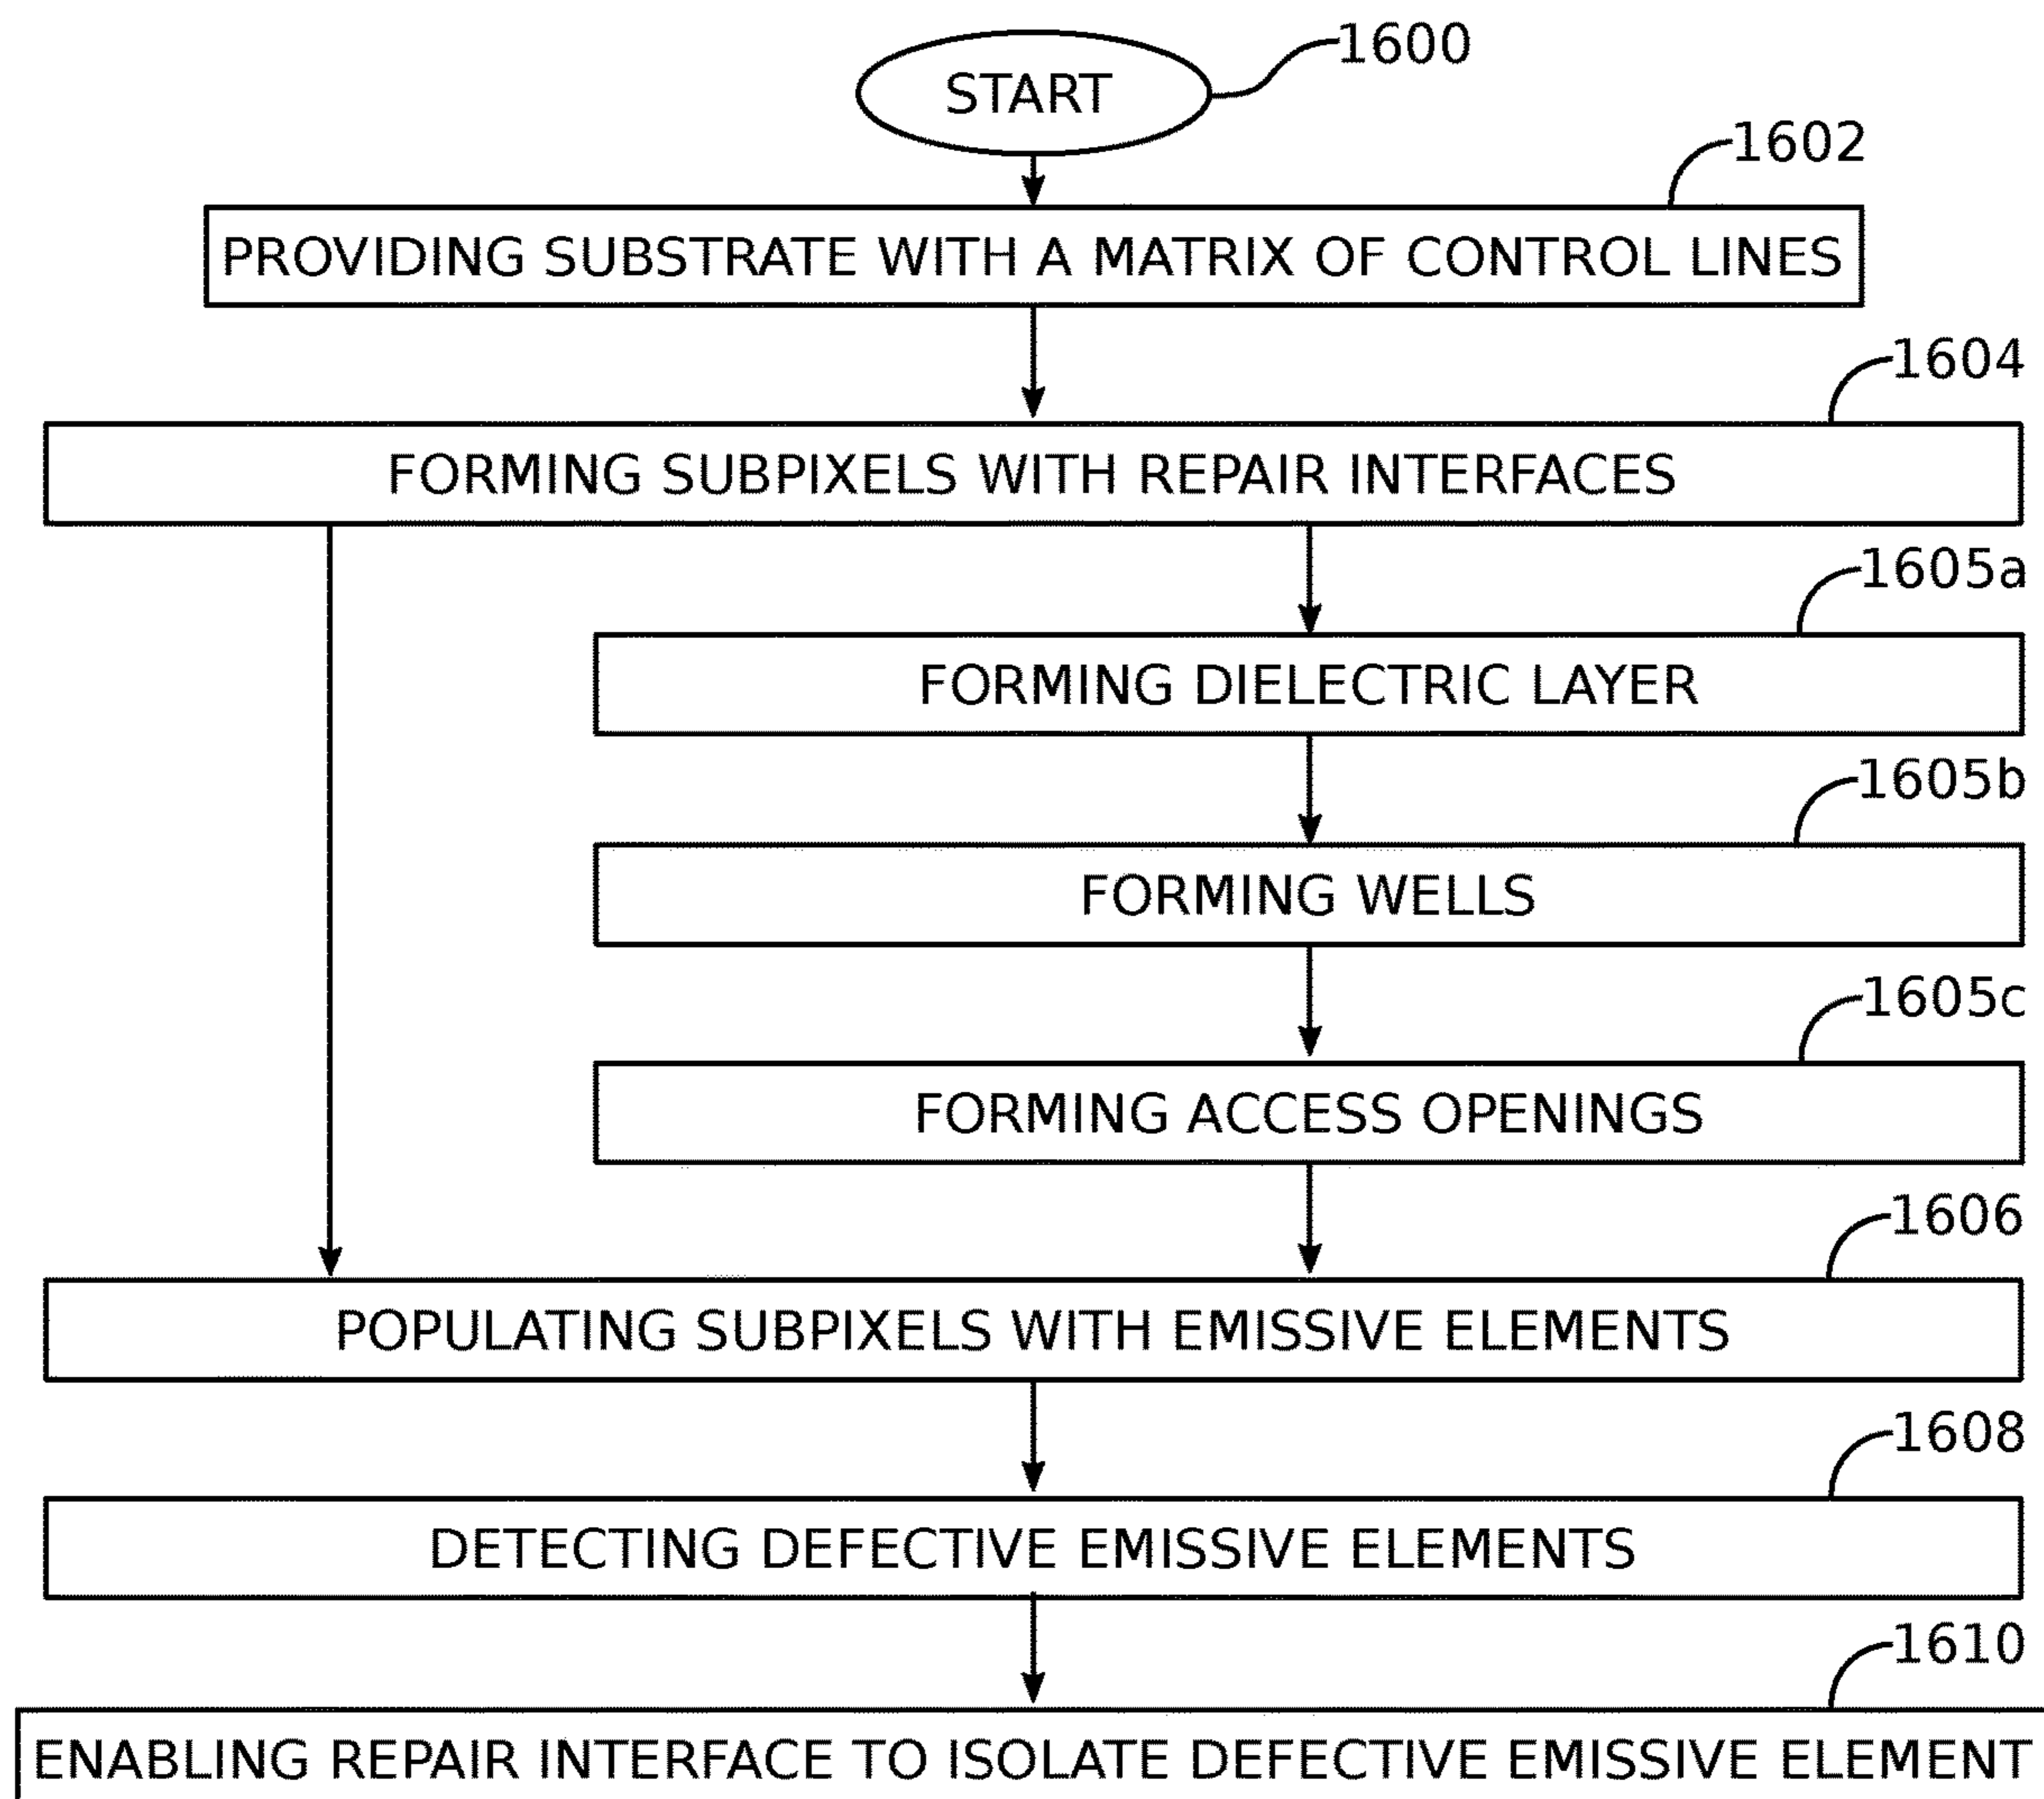 1600
START
1602
PROVIDING SUBSTRATE WITH A MATRIX OF CONTROL LINES
1604
FORMING SUBPIXELS WITH REPAIR INTERFACES
1605a
FORMING DIELECTRIC LAYER
1605b
FORMING WELLS
1605c
FORMING ACCESS OPENINGS
1606
POPULATING SUBPIXELS WITH EMISSIVE ELEMENTS
1608
DETECTING DEFECTIVE EMISSIVE ELEMENTS
1610
ENABLING REPAIR INTERFACE TO ISOLATE DEFECTIVE EMISSIVE ELEMENT